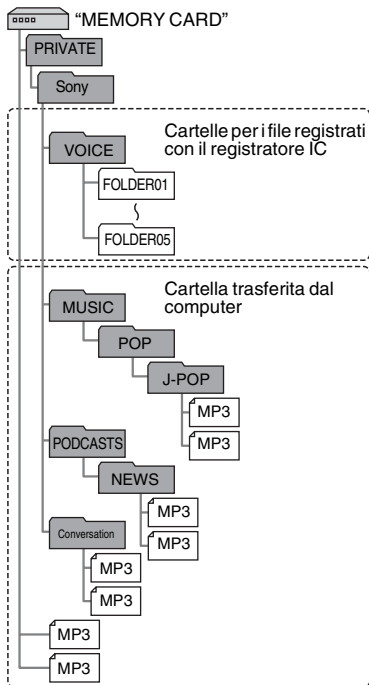 “MEMORY CARD”
PRIVATE
Sony
Cartelle per i file registrati
con il registratore IC
VOICE
FOLDER01
FOLDER05
Cartella trasferita dal
computer
MUSIC
POP
J-POP
MP3
MP3
PODCASTS
NEWS
MP3
MP3
Conversation
MP3
MP3
MP3
MP3